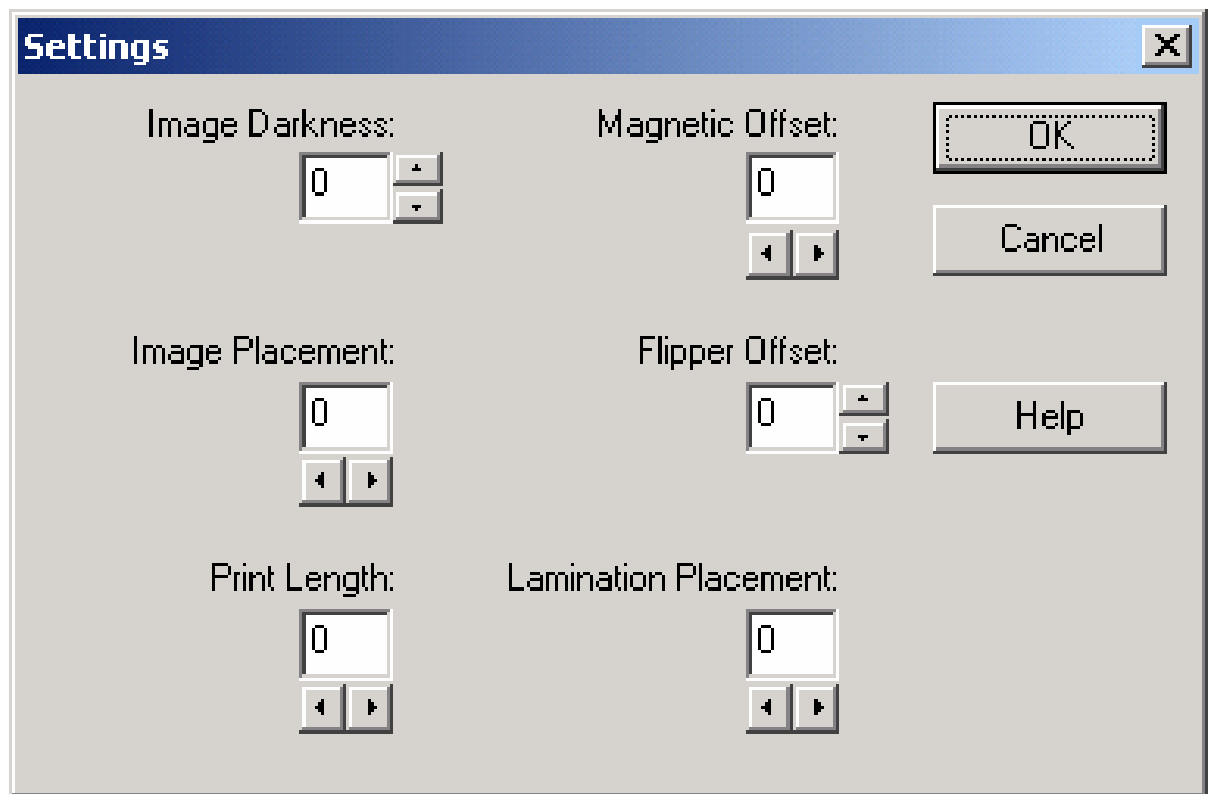 Settings
Image Darkness:
0
Magnetic Offset:
0
OK
Cancel
Image Placement:
0
Flipper Offset:
0
Help
Print Length:
0
Lamination Placement:
0